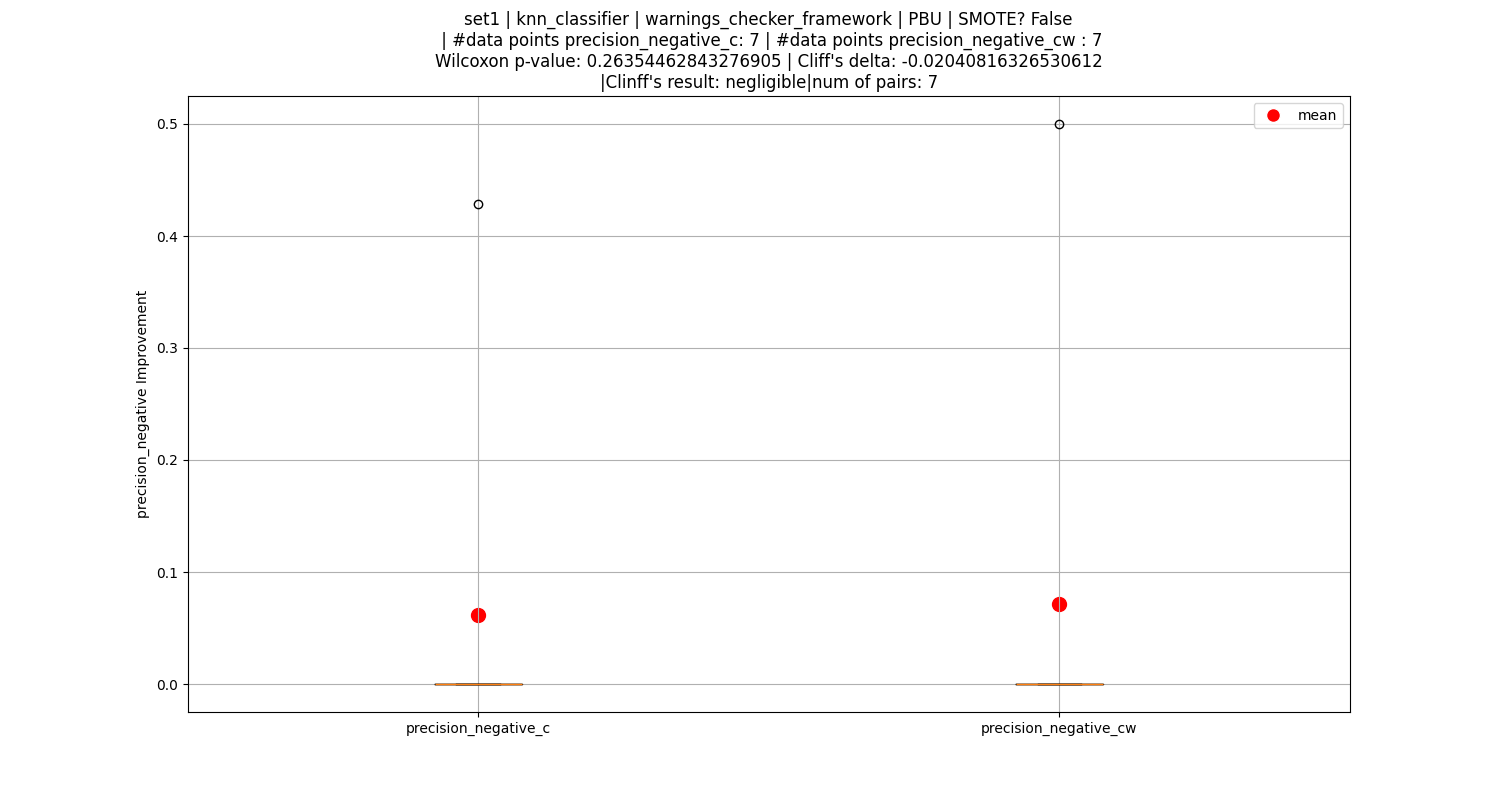 set1 | knn_classifier | warnings_checker_framework | PBU | SMOTE? False
| #data points precision_negative_c: 7 | #data points precision_negative_cw : 7
Wilcoxon p-value: 0.26354462843276905 | Cliff's delta: -0.02040816326530612
|Clinff's result: negligible|num of pairs: 7
mean
0.5
0.4
0.3
0.2
0.1
0.0
precision_negative Improvement
precision_negative_c
precision_negative_cw